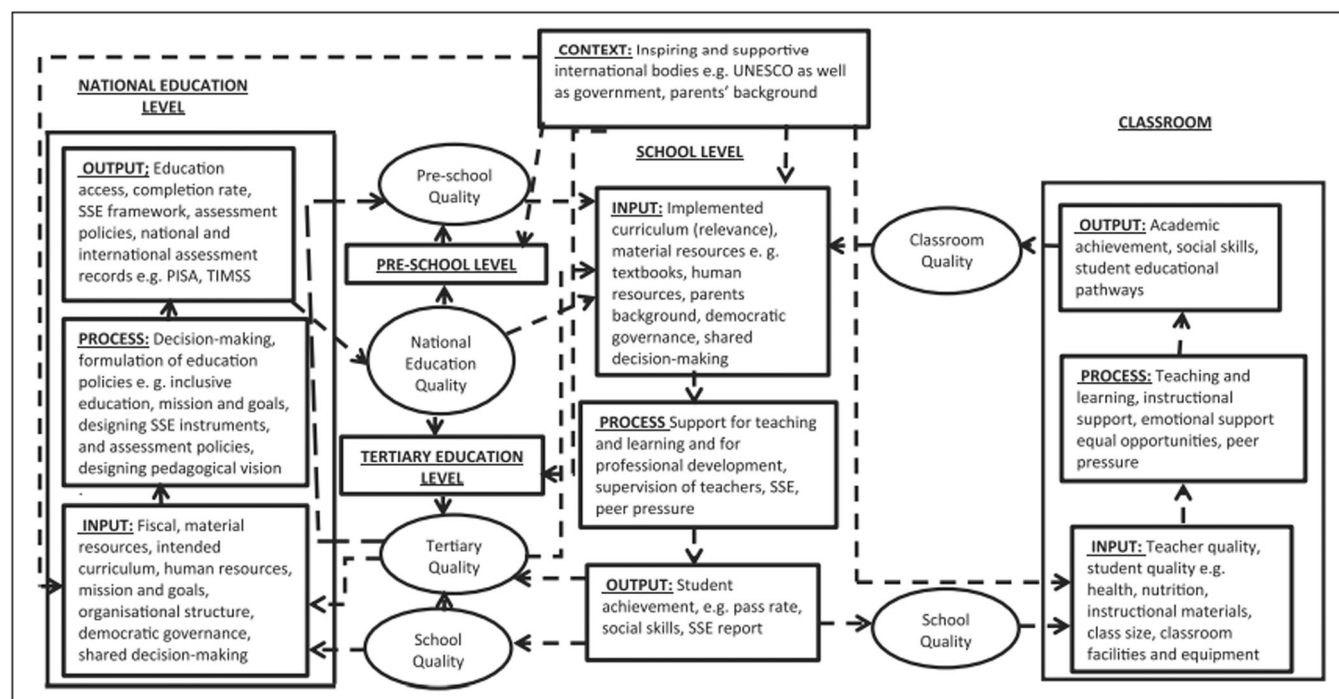 CONTEXT: Inspiring and supportive
international bodies e.g. UNESCO as well
as government, parents' background
NATIONAL EDUCATION
LEVEL
OUTPUT; Education
access, completion rate,
SSE framework, assessment
policies, national and
international assessment
records e.g. PISA, TIMSS
PROCESS: Decision-making,
formulation of education
policies e. g. inclusive
education, mission and goals,
designing SSE instruments,
and assessment policies,
designing pedagogical vision
.
INPUT: Fiscal, material
resources, intended
curriculum, human resources,
mission and goals,
organisational structure,
democratic governance,
shared decision-making
Pre-school
Quality
PRE-SCHOOL LEVEL
National
Education
Quality
TERTIARY EDUCATION
LEVEL
Tertiary
Quality
School
Quality
SCHOOL LEVEL
INPUT: Implemented
curriculum (relevance),
material resources e. g.
textbooks, human
resources, parents
background, democratic
governance, shared
decision-making
PROCESS Support for teaching
and learning and for
professional development,
supervision of teachers, SSE,
peer pressure
OUTPUT: Student
achievement, e.g. pass rate,
social skills, SSE report
Classroom
Quality
School
Quality
CLASSROOM
OUTPUT: Academic
achievement, social skills,
student educational
pathways
PROCESS: Teaching and
learning, instructional
support, emotional support
equal opportunities, peer
pressure
INPUT: Teacher quality,
student quality e.g.
health, nutrition,
instructional materials,
class size, classroom
facilities and equipment